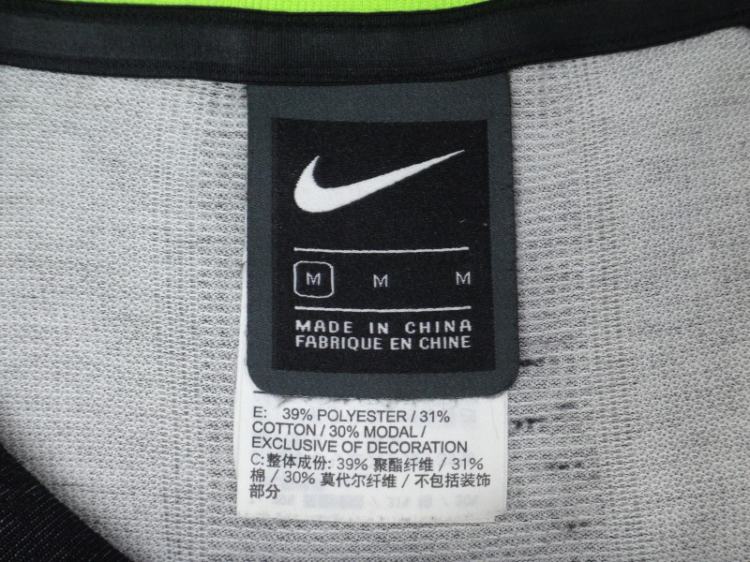 M M M
MADE IN CHINA
FABRIQUE EN CHINE
E: 39% POLYESTER / 31%
COTTON / 30% MODAL /
EXCLUSIVE OF DECORATION
C:整体成份: 39% 聚酯纤维 / 31%
棉 / 30% 莫代尔纤维 / 不包括装饰
部分